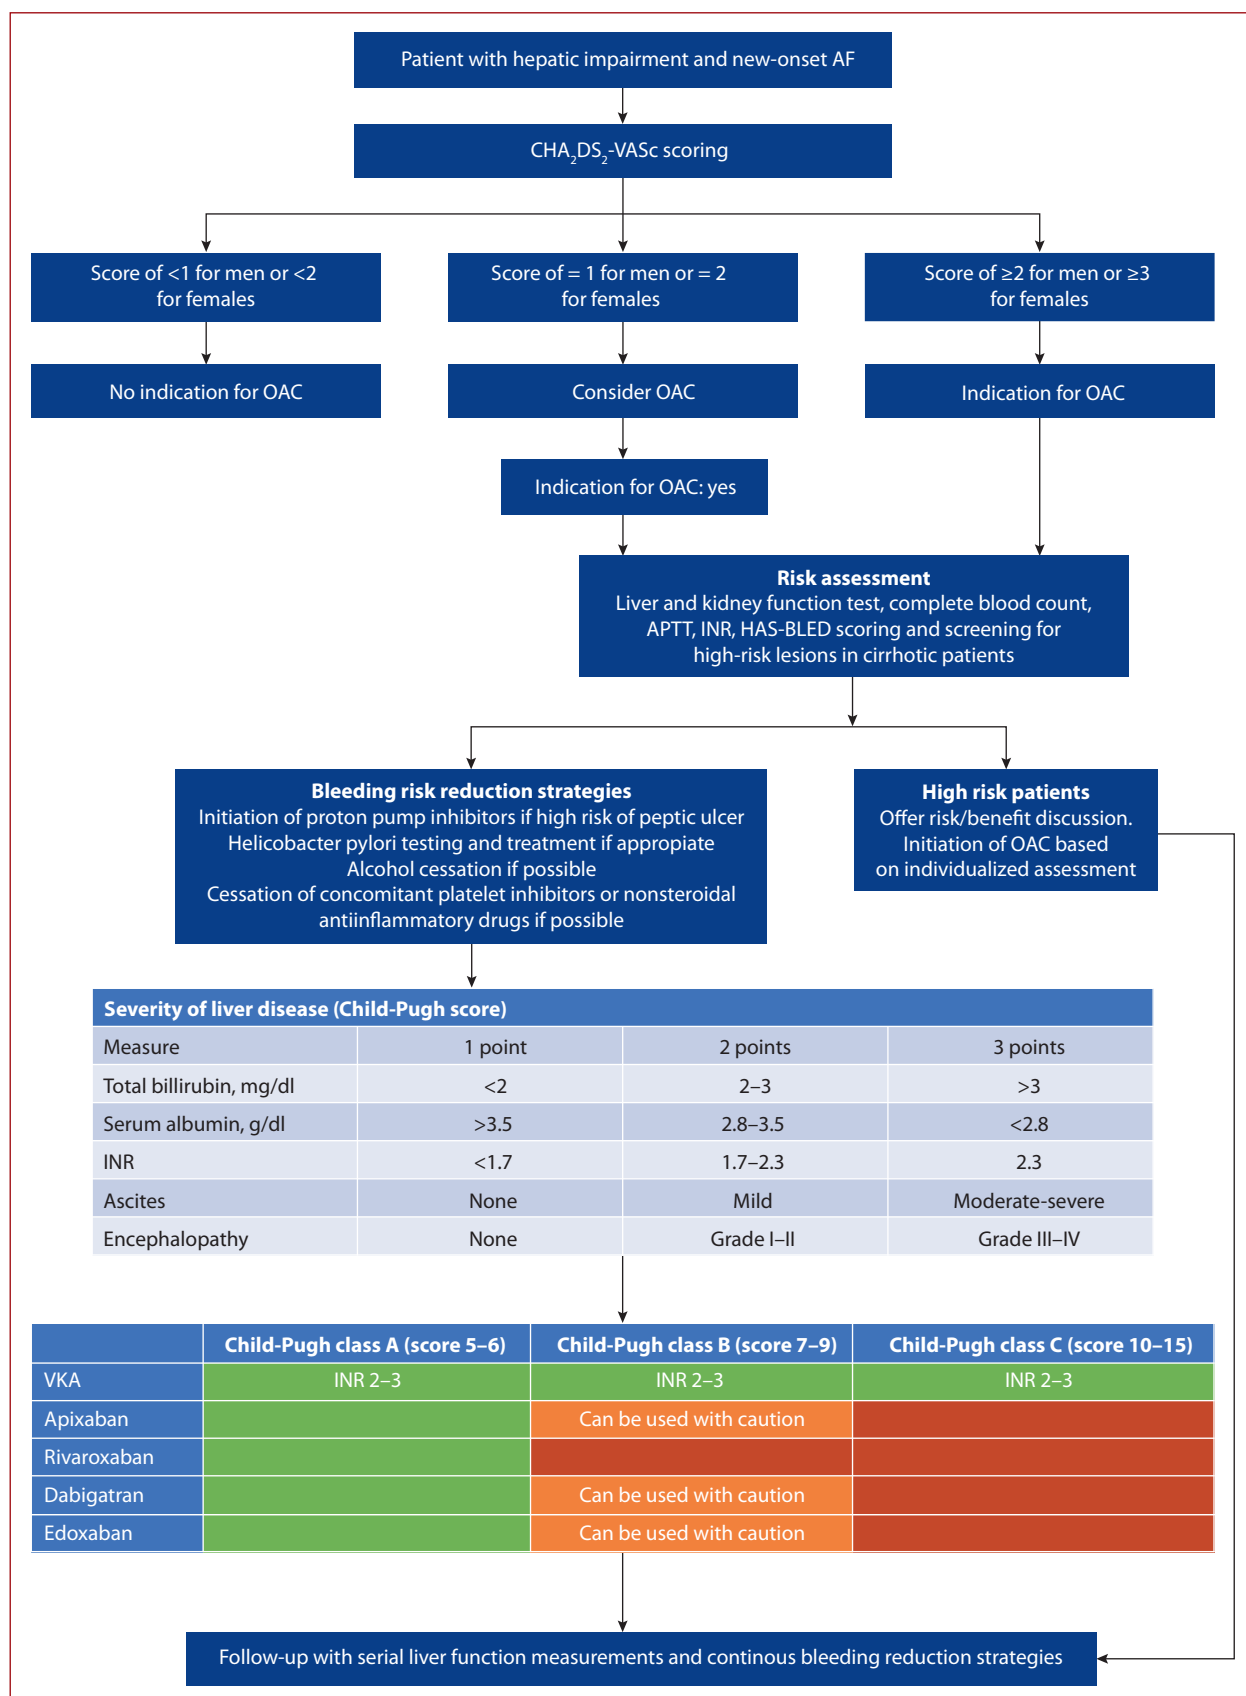 Patient with hepatic impairment and new-onset AF
CHA₂DS₂-VASc scoring
Score of <1 for men or <2
for females
Score of = 1 for men or = 2
for females
Score of ≥2 for men or ≥3
for females
No indication for OAC
Consider OAC
Indication for OAC
Indication for OAC: yes
Risk assessment
Liver and kidney function test, complete blood count,
APTT, INR, HAS-BLED scoring and screening for
high-risk lesions in cirrhotic patients
Bleeding risk reduction strategies
Initiation of proton pump inhibitors if high risk of peptic ulcer
Helicobacter pylori testing and treatment if appropiate
Alcohol cessation if possible
Cessation of concomitant platelet inhibitors or nonsteroidal
antiinflammatory drugs if possible
High risk patients
Offer risk/benefit discussion.
Initiation of OAC based
on individualized assessment
Severity of liver disease (Child-Pugh score)
Measure 1 point 2 points 3 points
Total billirubin, mg/dl <2 2–3 >3
Serum albumin, g/dl >3.5 2.8–3.5 <2.8
INR <1.7 1.7–2.3 2.3
Ascites None Mild Moderate-severe
Encephalopathy None Grade I–II Grade III–IV
Child-Pugh class A (score 5–6) Child-Pugh class B (score 7–9) Child-Pugh class C (score 10–15)
VKA INR 2–3 INR 2–3 INR 2–3
Apixaban Can be used with caution
Rivaroxaban
Dabigatran Can be used with caution
Edoxaban Can be used with caution
Follow-up with serial liver function measurements and continous bleeding reduction strategies